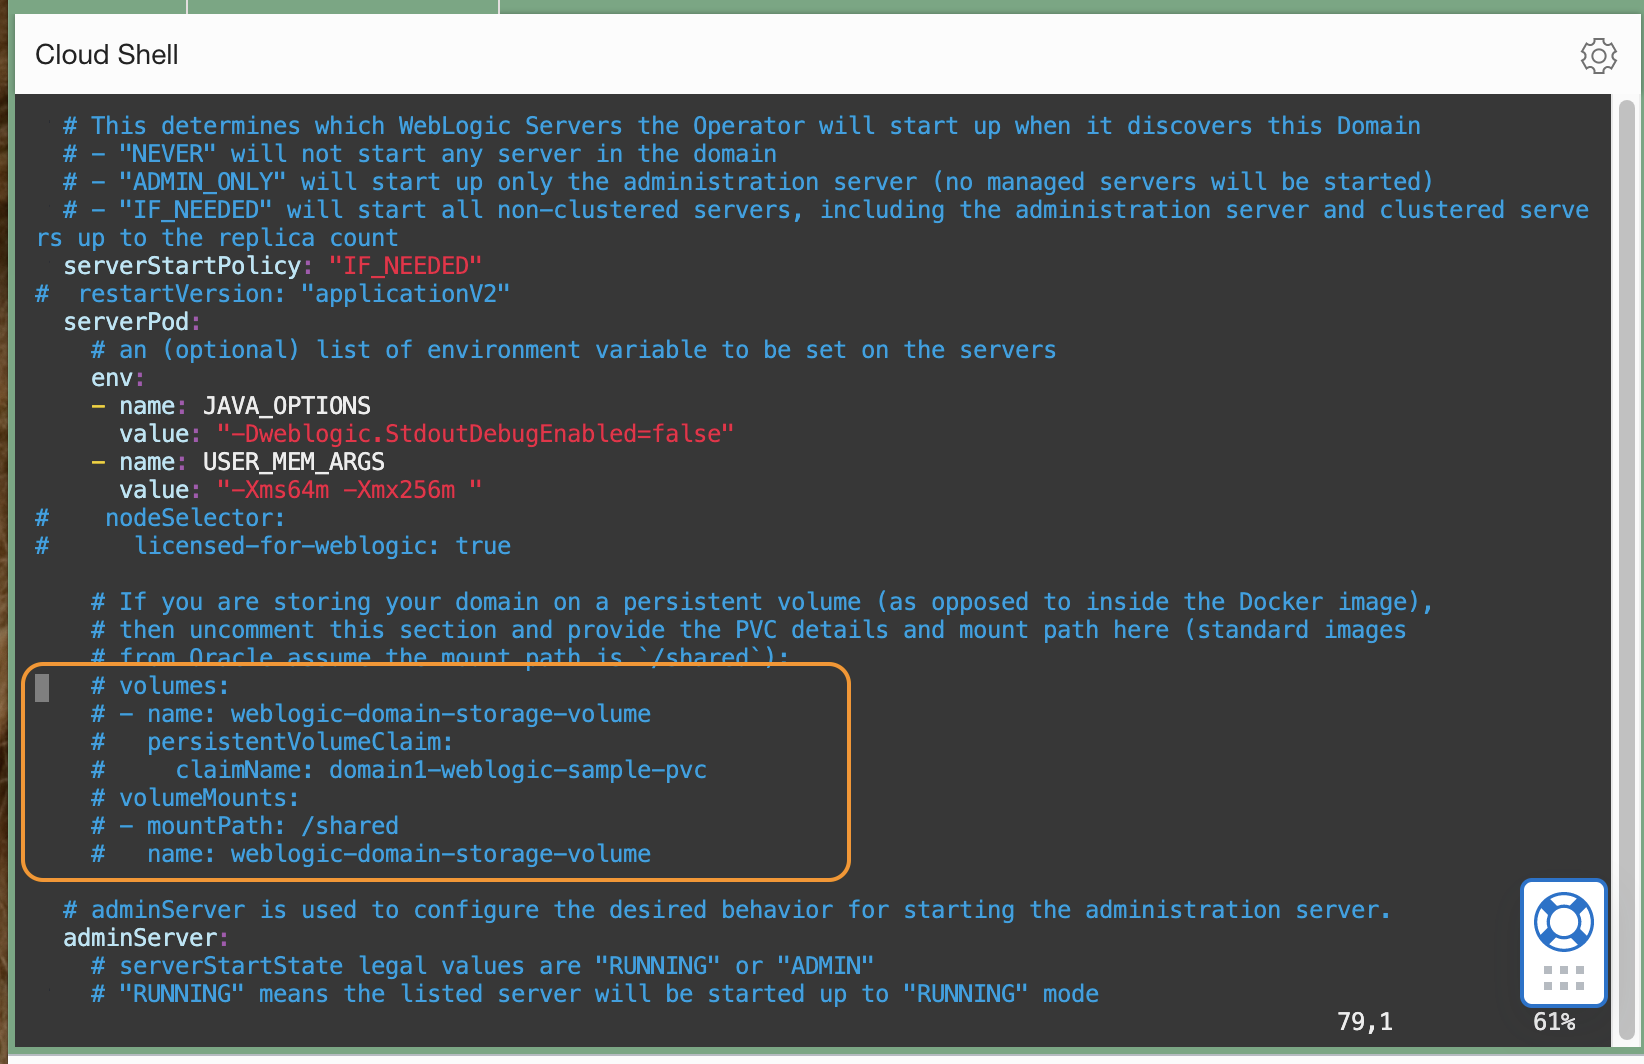 Cloud Shell
# This determines which WebLogic Servers the Operator will start up when it discovers this Domain
# - "NEVER" will not start any server in the domain
# - "ADMIN_ONLY" will start up only the administration server (no managed servers will be started)
# - "IF_NEEDED" will start all non-clustered servers, including the administration server and clustered serve
rs up to the replica count
serverStartPolicy: "IF_NEEDED"
#  restartVersion: "applicationV2"
serverPod:
# an (optional) list of environment variable to be set on the servers
env:
- name: JAVA_OPTIONS
value: "-Dweblogic.StdoutDebugEnabled=false"
- name: USER_MEM_ARGS
value: "-Xms64m -Xmx256m "
#    nodeSelector:
#      licensed-for-weblogic: true
# If you are storing your domain on a persistent volume (as opposed to inside the Docker image),
# then uncomment this section and provide the PVC details and mount path here (standard images
# from Oracle assume the mount path is `/shared`):
# volumes:
# - name: weblogic-domain-storage-volume
#   persistentVolumeClaim:
#     claimName: domain1-weblogic-sample-pvc
# volumeMounts:
# - mountPath: /shared
#   name: weblogic-domain-storage-volume
# adminServer is used to configure the desired behavior for starting the administration server.
adminServer:
# serverStartState legal values are "RUNNING" or "ADMIN"
# "RUNNING" means the listed server will be started up to "RUNNING" mode
79,1 61%